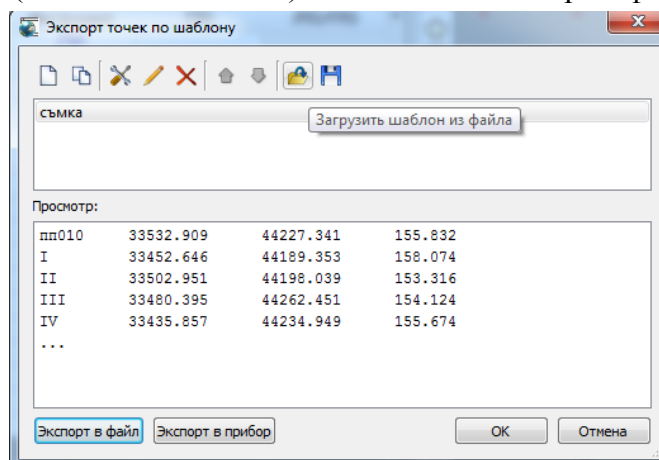 Экспорт точек по шаблону
съмка
Загрузить шаблон из файла
Просмотр:
пп010 33532.909 44227.341 155.832
I 33452.646 44189.353 158.074
II 33502.951 44198.039 153.316
III 33480.395 44262.451 154.124
IV 33435.857 44234.949 155.674
...
Экспорт в файл Экспорт в прибор ОК Отмена